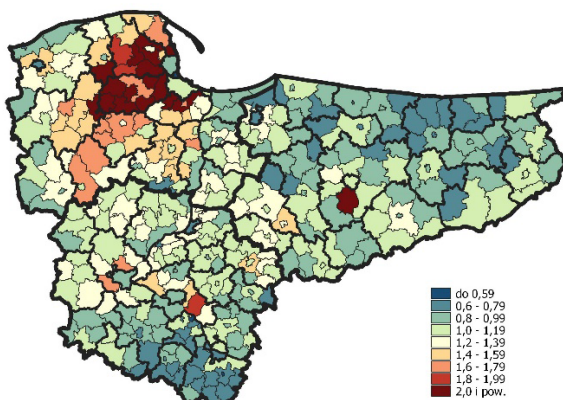 do 0,59
0,6 - 0,79
0,8 - 0,99
1,0 - 1,19
1,2 - 1,39
1,4 - 1,59
1,6 - 1,79
1,8 - 1,99
2,0 i pow.